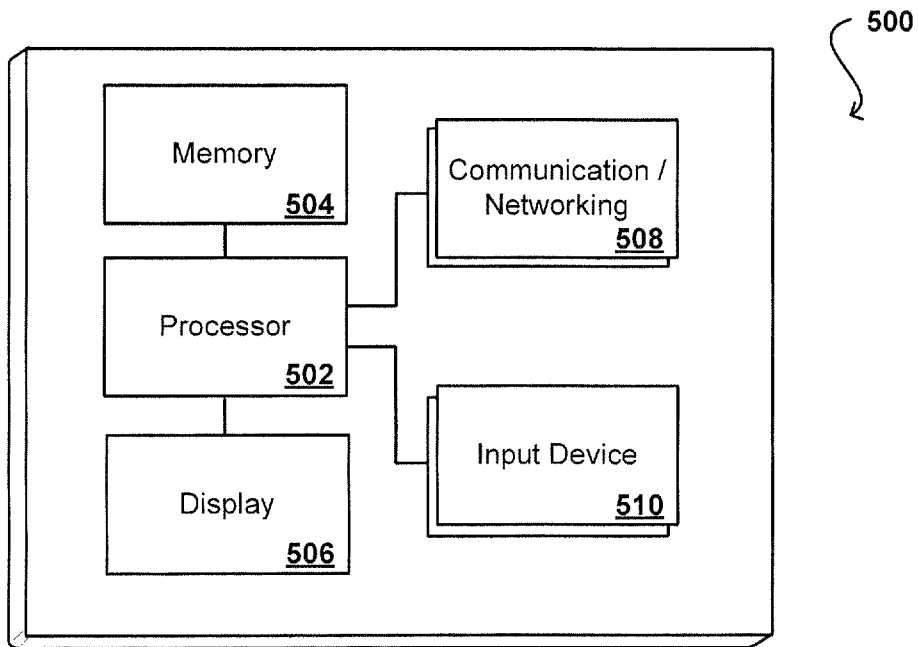 500
Memory
504
Communication /
Networking
508
Processor
502
Input Device
510
Display
506